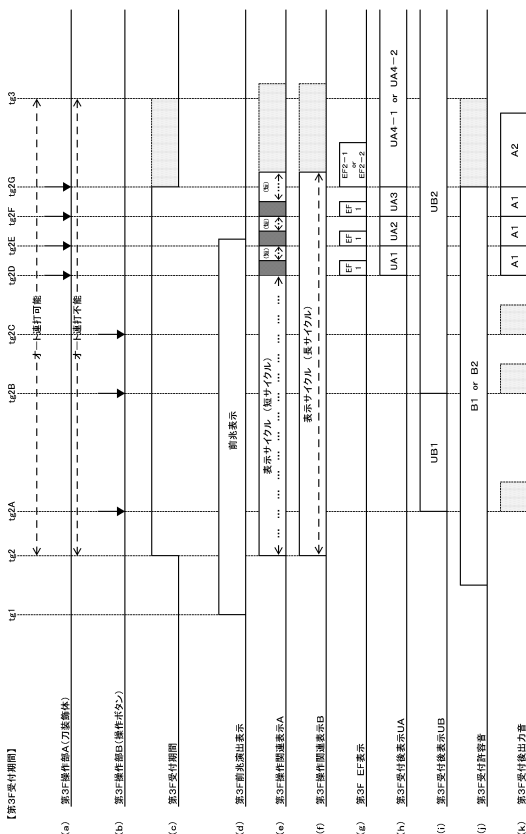 【第3F受付期間】
tg1
tg2
tg2A
tg2B
tg2C
tg2D
tg2E
tg2F
tg2G
tg3
オート連打可能
(a) 第3F操作部A(刀装飾体)
オート連打不能
(b) 第3F操作部B(操作ボタン)
(c) 第3F受付期間
(d) 第3F前兆演出表示
前兆表示
(e) 第3F操作関連表示A
表示サイクル(短サイクル)
(短)
(短)
(短)
(f) 第3F操作関連表示B
表示サイクル(長サイクル)
(g) 第3F EF表示
EF1
EF1
EF1
EF2-1 or EF2-2
(h) 第3F受付後表示UA
UA1
UA2
UA3
UA4-1 or UA4-2
(i) 第3F受付後表示UB
UB1
UB2
(j) 第3F受付許容音
B1 or B2
(k) 第3F受付後出力音
A1
A1
A1
A2